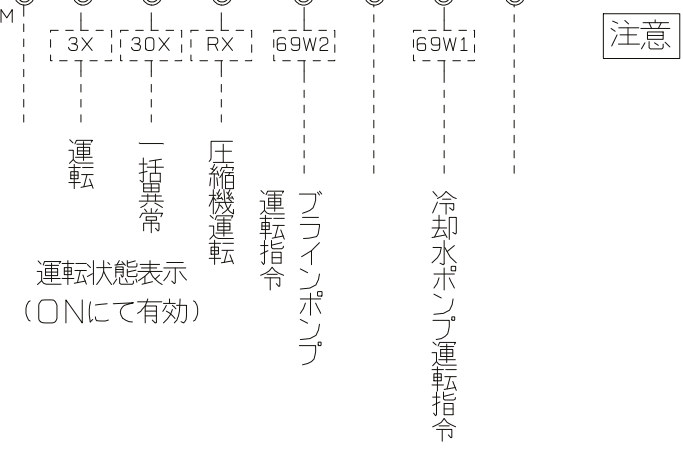 M
3X
30X
RX
69W2
69W1
注意
運転
一括異常
圧縮機運転
ブラインポンプ
運転指令
冷却水ポンプ運転指令
運転状態表示
（ONにて有効）